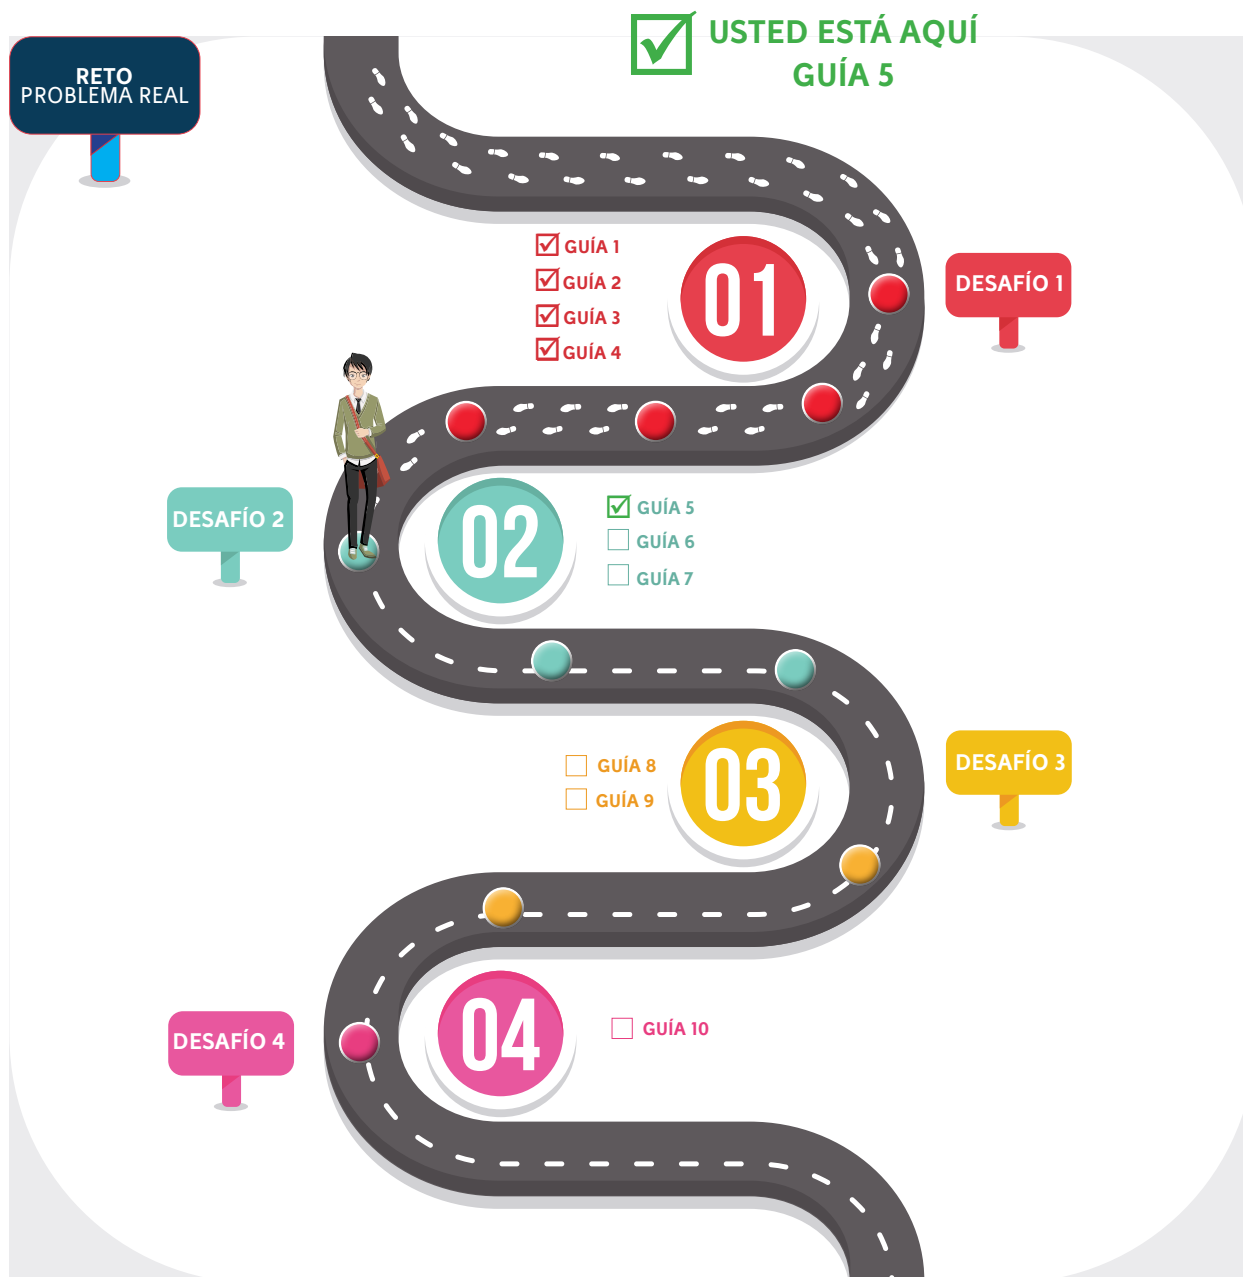 USTED ESTÁ AQUÍ
GUÍA 5
RETO
PROBLEMA REAL
GUÍA 1
GUÍA 2
GUÍA 3
GUÍA 4
01
DESAFÍO 1
DESAFÍO 2
02
GUÍA 5
GUÍA 6
GUÍA 7
GUÍA 8
GUÍA 9
03
DESAFÍO 3
DESAFÍO 4
04
GUÍA 10